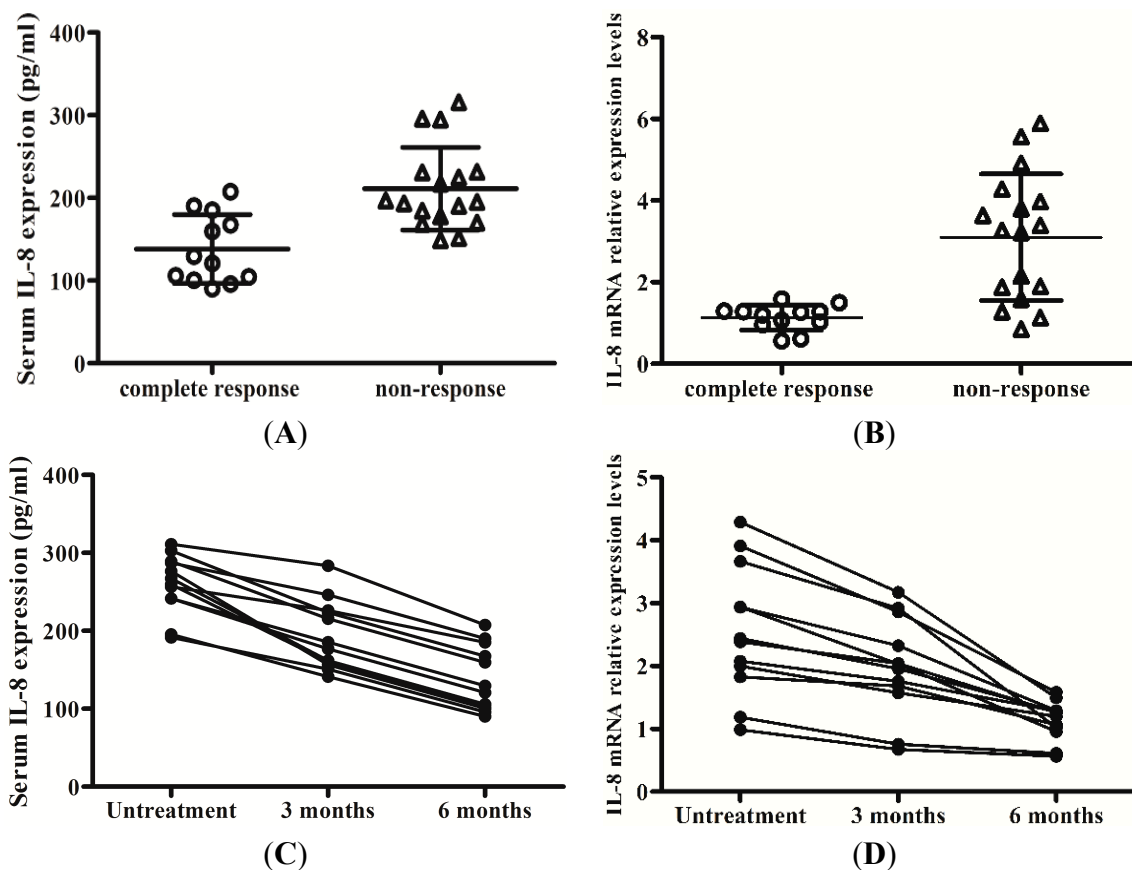 Serum IL-8 expression (pg/ml)
400
300
200
100
0
complete response
non-response
(A)
IL-8 mRNA relative expression levels
8
6
4
2
0
complete response
non-response
(B)
Serum IL-8 expression (pg/ml)
400
300
200
100
0
Untreatment
3 months
6 months
(C)
IL-8 mRNA relative expression levels
5
4
3
2
1
0
Untreatment
3 months
6 months
(D)